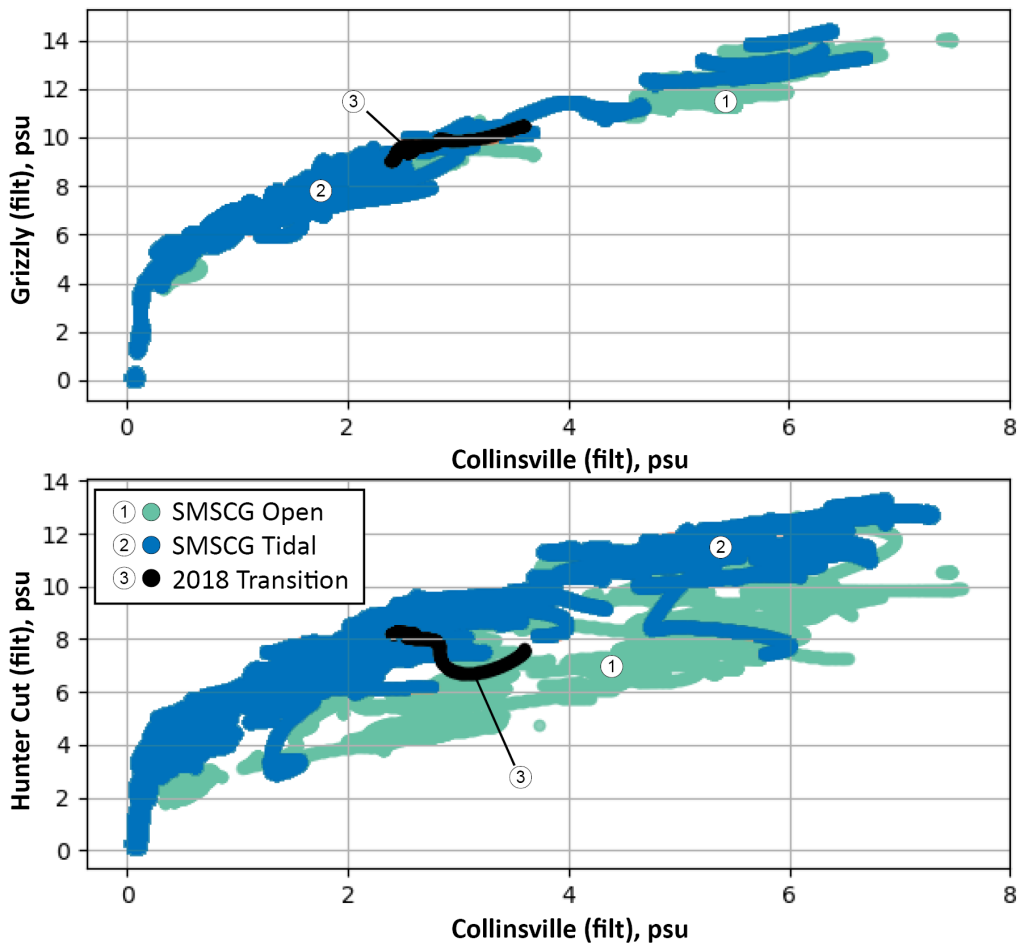 14
12
10
8
6
4
2
0
Grizzly (filt), psu
3
1
2
0 2 4 6 8
Collinsville (filt), psu
14
12
10
8
6
4
2
0
Hunter Cut (filt), psu
1 SMSCG Open
2 SMSCG Tidal
3 2018 Transition
2
1
3
0 2 4 6 8
Collinsville (filt), psu